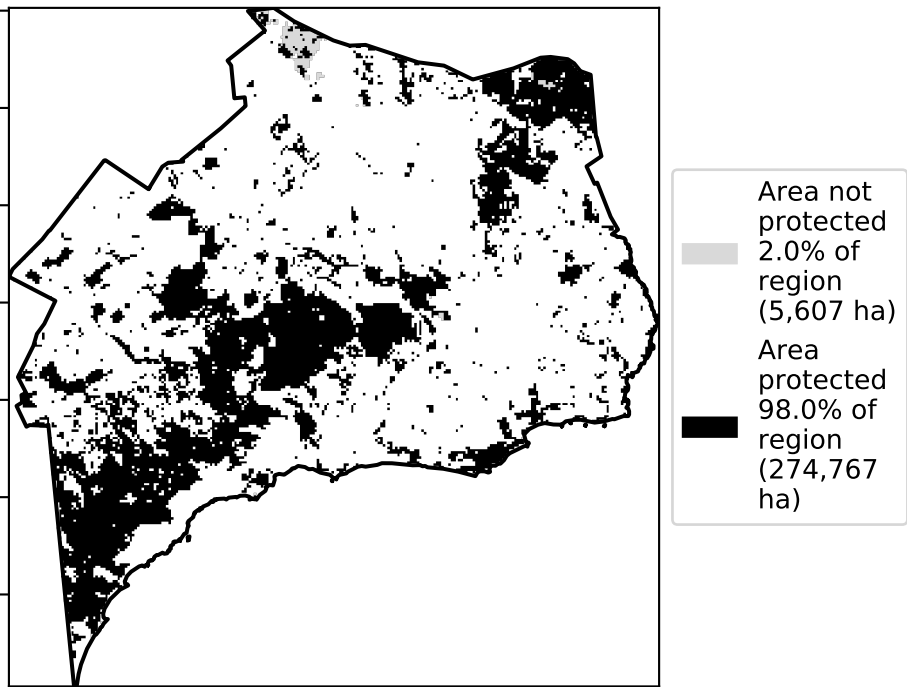 Area not
protected
2.0% of
region
(5,607 ha)
Area
protected
98.0% of
region
(274,767
ha)